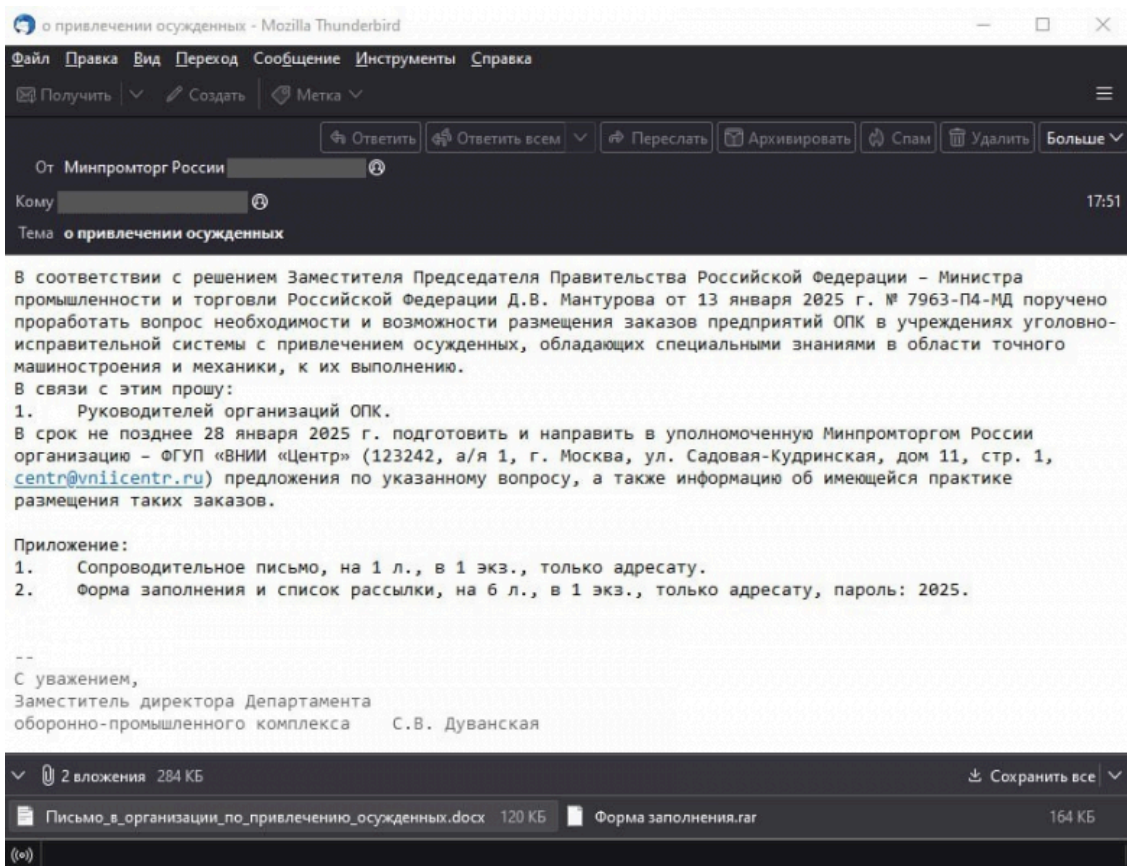 о привлечении осужденных - Mozilla Thunderbird
Файл Правка Вид Переход Сообщение Инструменты Справка
Получить Создать Метка
Ответить Ответить всем Переслать Архивировать Спам Удалить Больше
От Минпромторг России
Кому 17:51
Тема о привлечении осужденных
В соответствии с решением Заместителя Председателя Правительства Российской Федерации – Министра
промышленности и торговли Российской Федерации Д.В. Мантурова от 13 января 2025 г. № 7963-П4-МД поручено
проработать вопрос необходимости и возможности размещения заказов предприятий ОПК в учреждениях уголовно-
исправительной системы с привлечением осужденных, обладающих специальными знаниями в области точного
машиностроения и механики, к их выполнению.
В связи с этим прошу:
1. Руководителей организаций ОПК.
В срок не позднее 28 января 2025 г. подготовить и направить в уполномоченную Минпромторгом России
организацию – ФГУП «ВНИИ «Центр» (123242, а/я 1, г. Москва, ул. Садовая-Кудринская, дом 11, стр. 1,
centr@vniicentr.ru) предложения по указанному вопросу, а также информацию об имеющейся практике
размещения таких заказов.
Приложение:
1. Сопроводительное письмо, на 1 л., в 1 экз., только адресату.
2. Форма заполнения и список рассылки, на 6 л., в 1 экз., только адресату, пароль: 2025.
--
С уважением,
Заместитель директора Департамента
оборонно-промышленного комплекса С.В. Дуванская
2 вложения 284 КБ Сохранить все
Письмо_в_организации_по_привлечению_осужденных.docx 120 КБ Форма заполнения.rar 164 КБ